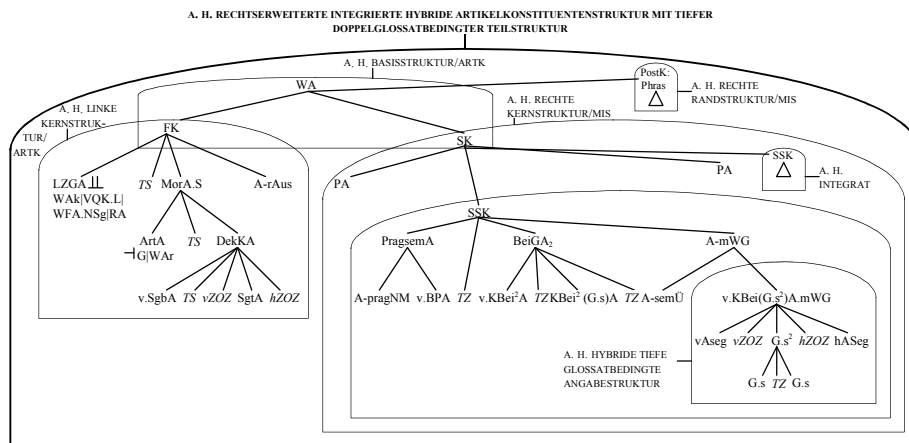 A. H. RECHTSERWEITERTE INTEGRIERTE HYBRIDE ARTIKELKONSTITUENTENSTRUKTUR MIT TIEFER
DOPPELGLOSSATBEDINGTER TEILSTRUKTUR
A. H. BASISSTRUKTUR/ARTK
PostK:
Phras
WA
A. H. RECHTE
RANDSTRUKTUR/MIS
A. H. LINKE
KERNSTRUK-
TUR/
ARTK
A. H. RECHTE
KERNSTRUKTUR/MIS
FK
SK
SSK
LZGA
WAk|VQK.L|
WFA.NSg|RA
TS MorA.S A-rAus
PA
PA
A. H.
INTEGRAT
SSK
ArtA TS DekKA
⊣G|WAr
PragsemA BeiGA₂ A-mWG
v.SgbA TS vZOZ SgtA hZOZ
A-pragNM v.BPA TZ v.KBei²A TZ KBei² (G.s)A TZ A-semÜ v.KBei(G.s²)A.mWG
vAseg vZOZ G.s² hZOZ hASeg
A. H. HYBRIDE TIEFE
GLOSSATBEDINGTE
ANGABESTRUKTUR
G.s TZ G.s